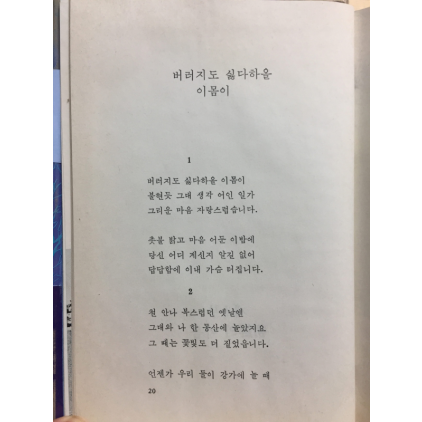 버러지도 싫다하올
이몸이
1
버러지도 싫다하올 이몸이
불현듯 그대 생각 어인 일가
그리운 마음 자랑스럽습니다.
촛불 밝고 마음 어둔 이밤에
당신 어디 계신지 알길 없어
답답함에 이내 가슴 터집니다.
2
철 안나 복스럽던 옛날엔
그대와 나 한 동산에 놀았지요
그 때는 꽃빛도 더 짙었읍니다.
언젠가 우리 둘이 강가에 놀 때
20